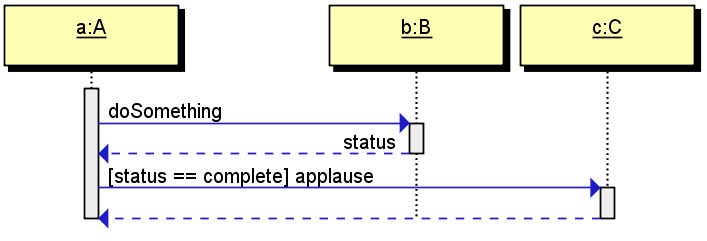 a:A
b:B
c:C
doSomething
status
[status == complete] applause